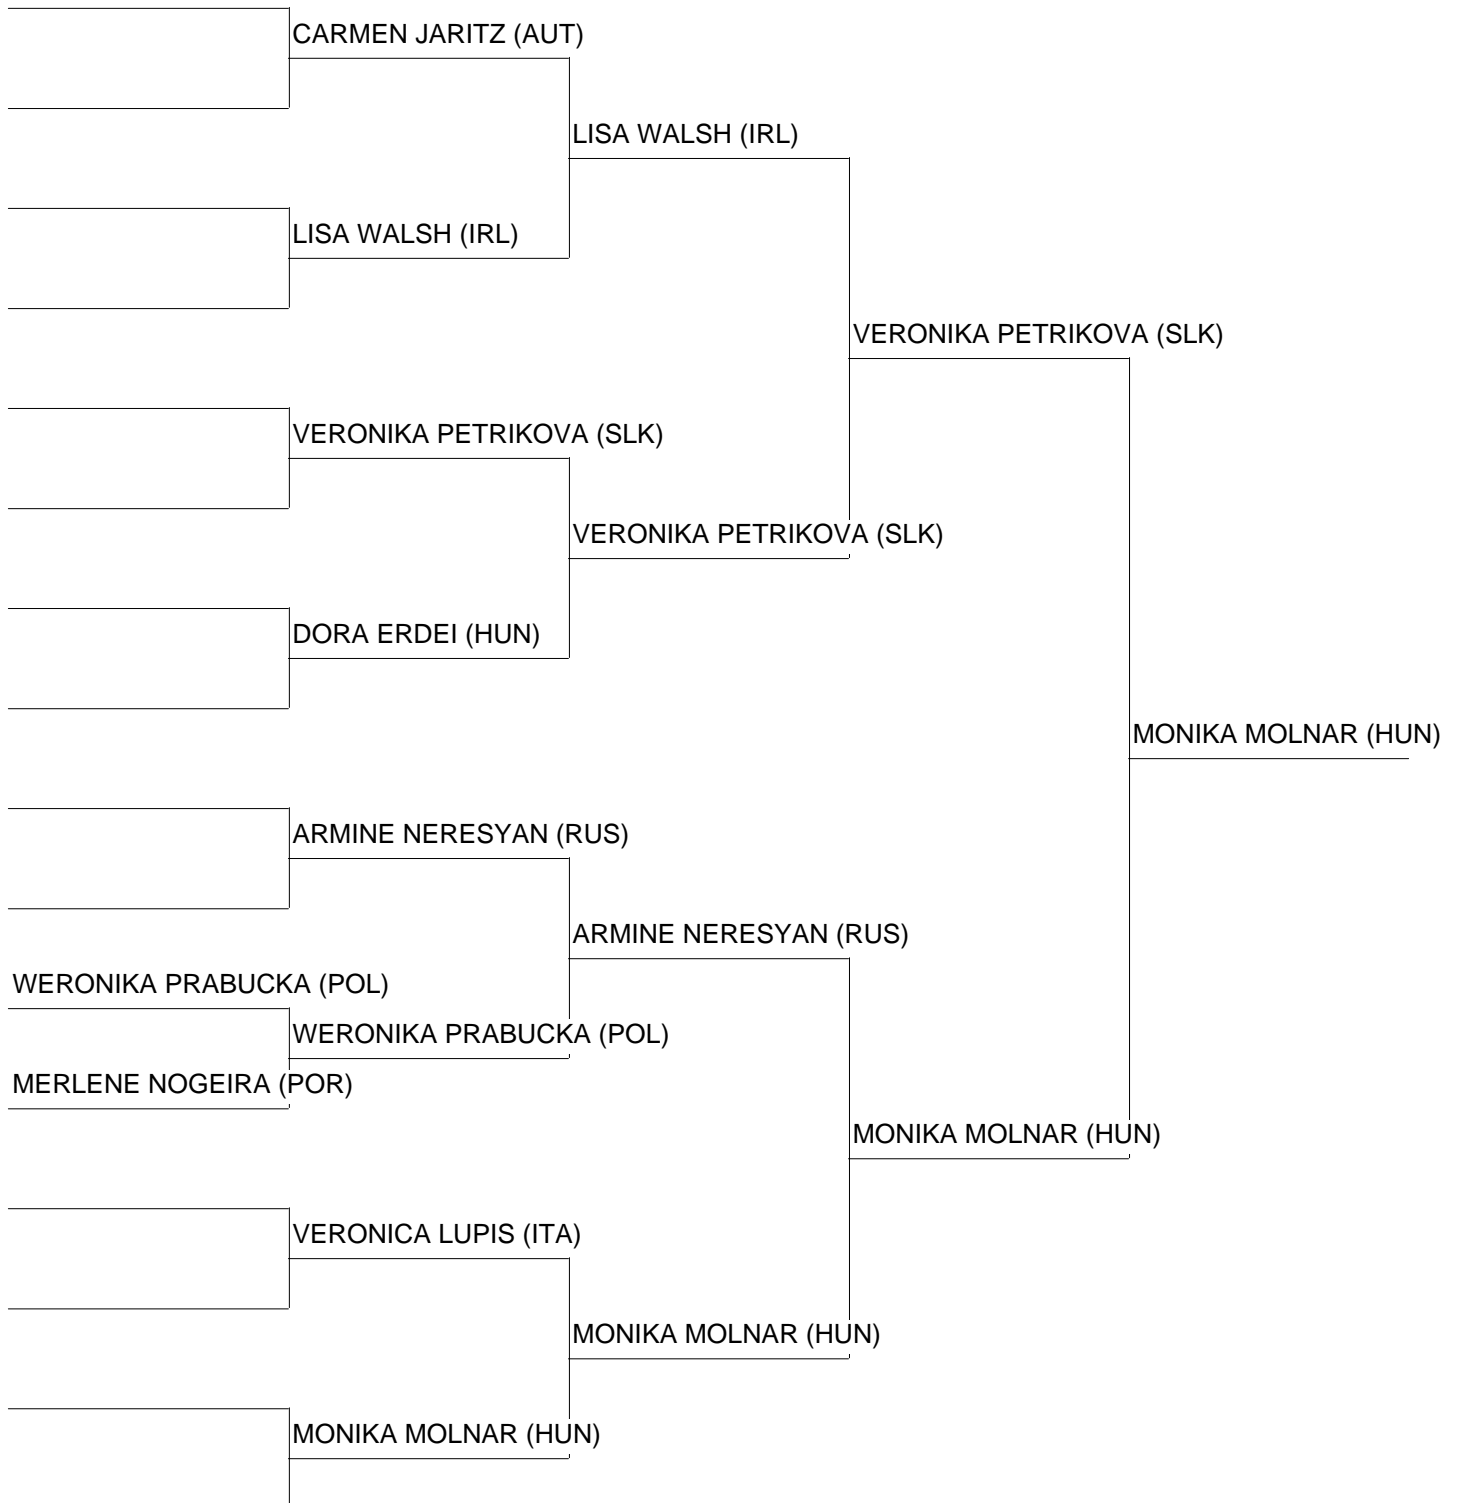 CARMEN JARITZ (AUT)
LISA WALSH (IRL)
LISA WALSH (IRL)
VERONIKA PETRIKOVA (SLK)
VERONIKA PETRIKOVA (SLK)
VERONIKA PETRIKOVA (SLK)
DORA ERDEI (HUN)
MONIKA MOLNAR (HUN)
ARMINE NERESYAN (RUS)
ARMINE NERESYAN (RUS)
WERONIKA PRABUCKA (POL)
WERONIKA PRABUCKA (POL)
MERLENE NOGEIRA (POR)
MONIKA MOLNAR (HUN)
VERONICA LUPIS (ITA)
MONIKA MOLNAR (HUN)
MONIKA MOLNAR (HUN)